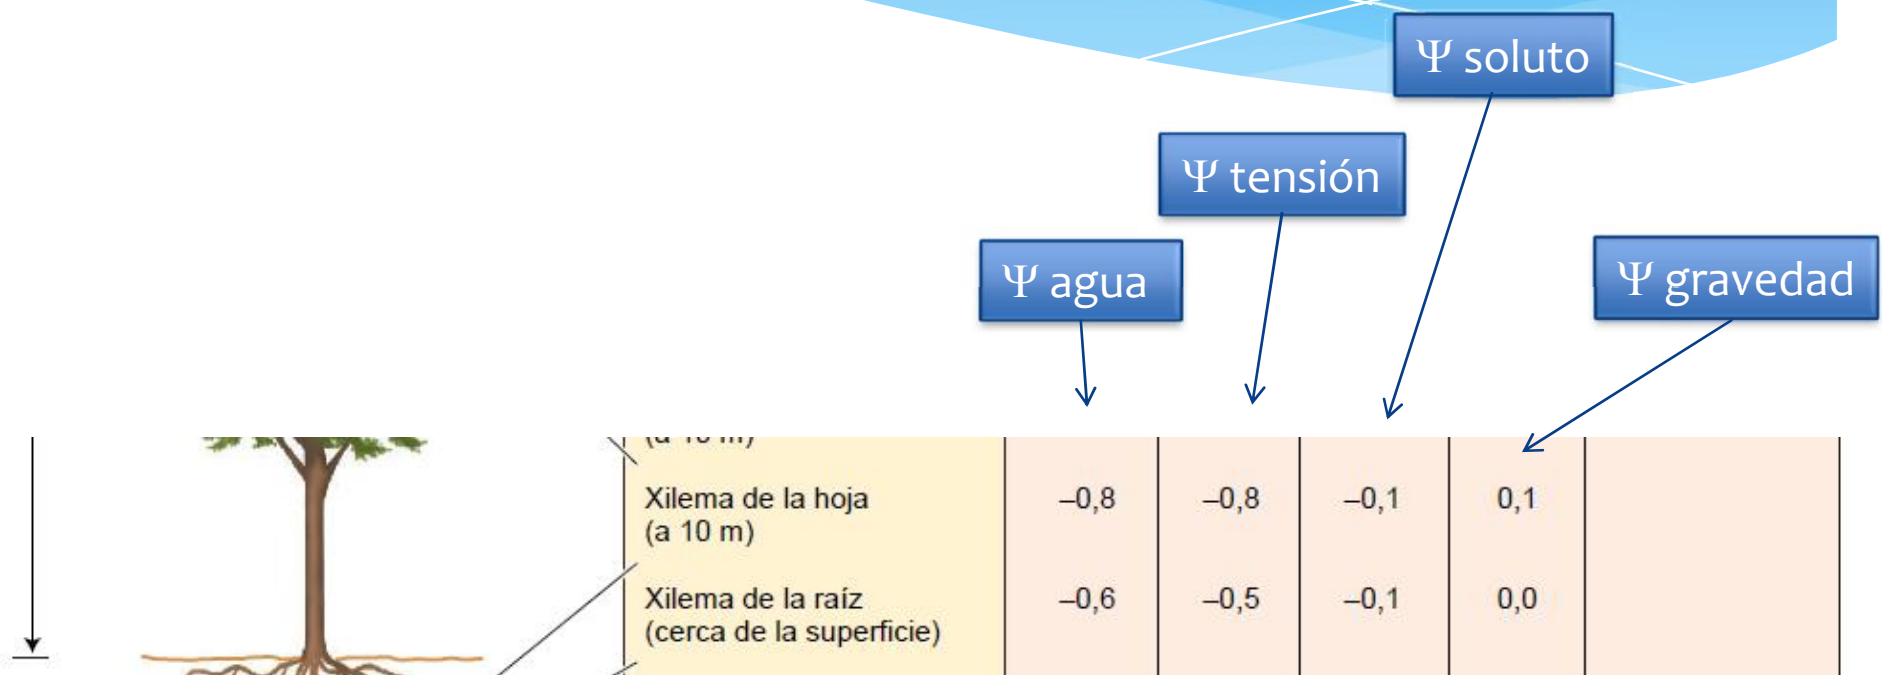 Ψ soluto
Ψ tensión
Ψ agua
Ψ gravedad
(a 10 m)
Xilema de la hoja –0,8 –0,8 –0,1 0,1
(a 10 m)
Xilema de la raíz –0,6 –0,5 –0,1 0,0
(cerca de la superficie)